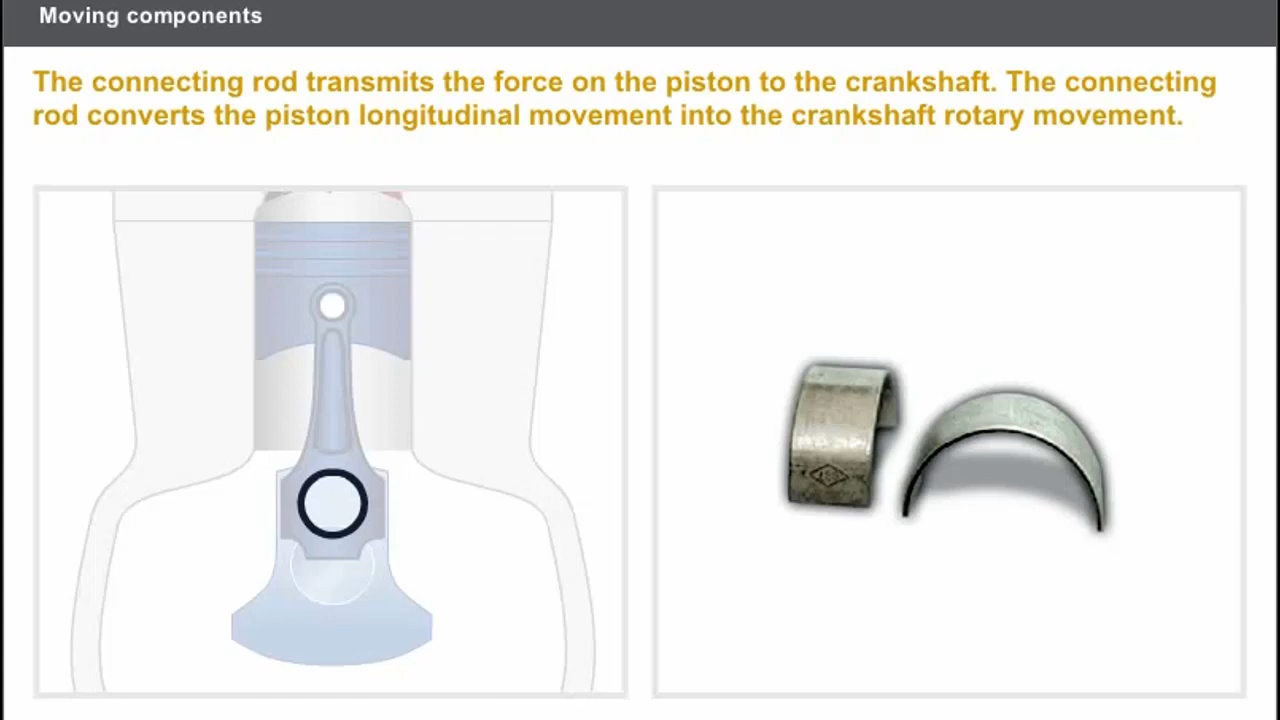 Moving components
The connecting rod transmits the force on the piston to the crankshaft. The connecting
rod converts the piston longitudinal movement into the crankshaft rotary movement.